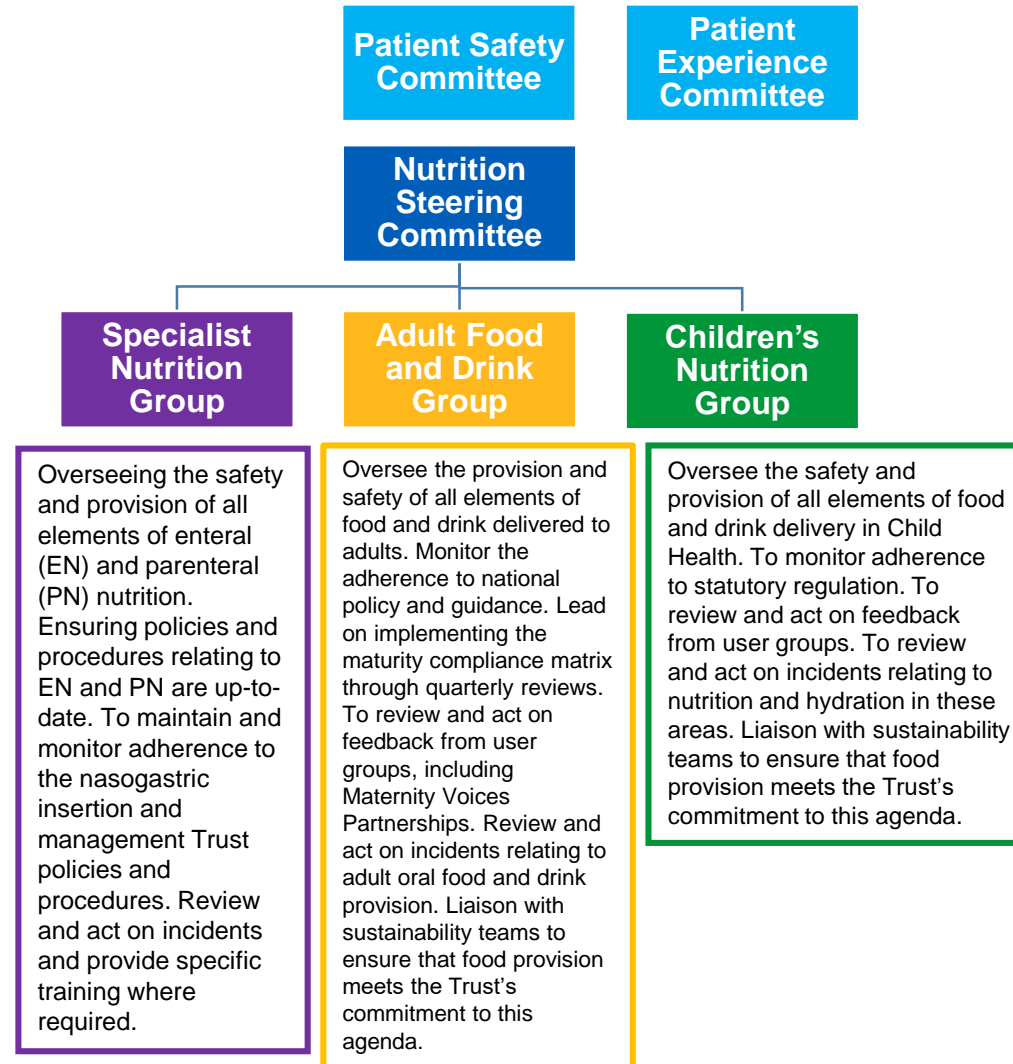 Patient Safety
Committee
Patient
Experience
Committee
Nutrition
Steering
Committee
Specialist
Nutrition
Group
Adult Food
and Drink
Group
Children’s
Nutrition
Group
Overseeing the safety
and provision of all
elements of enteral
(EN) and parenteral
(PN) nutrition.
Ensuring policies and
procedures relating to
EN and PN are up-to-
date. To maintain and
monitor adherence to
the nasogastric
insertion and
management Trust
policies and
procedures. Review
and act on incidents
and provide specific
training where
required.
Oversee the provision and
safety of all elements of
food and drink delivered to
adults. Monitor the
adherence to national
policy and guidance. Lead
on implementing the
maturity compliance matrix
through quarterly reviews.
To review and act on
feedback from user
groups, including
Maternity Voices
Partnerships. Review and
act on incidents relating to
adult oral food and drink
provision. Liaison with
sustainability teams to
ensure that food provision
meets the Trust’s
commitment to this
agenda.
Oversee the safety and
provision of all elements of food
and drink delivery in Child
Health. To monitor adherence
to statutory regulation. To
review and act on feedback
from user groups. To review
and act on incidents relating to
nutrition and hydration in these
areas. Liaison with sustainability
teams to ensure that food
provision meets the Trust’s
commitment to this agenda.